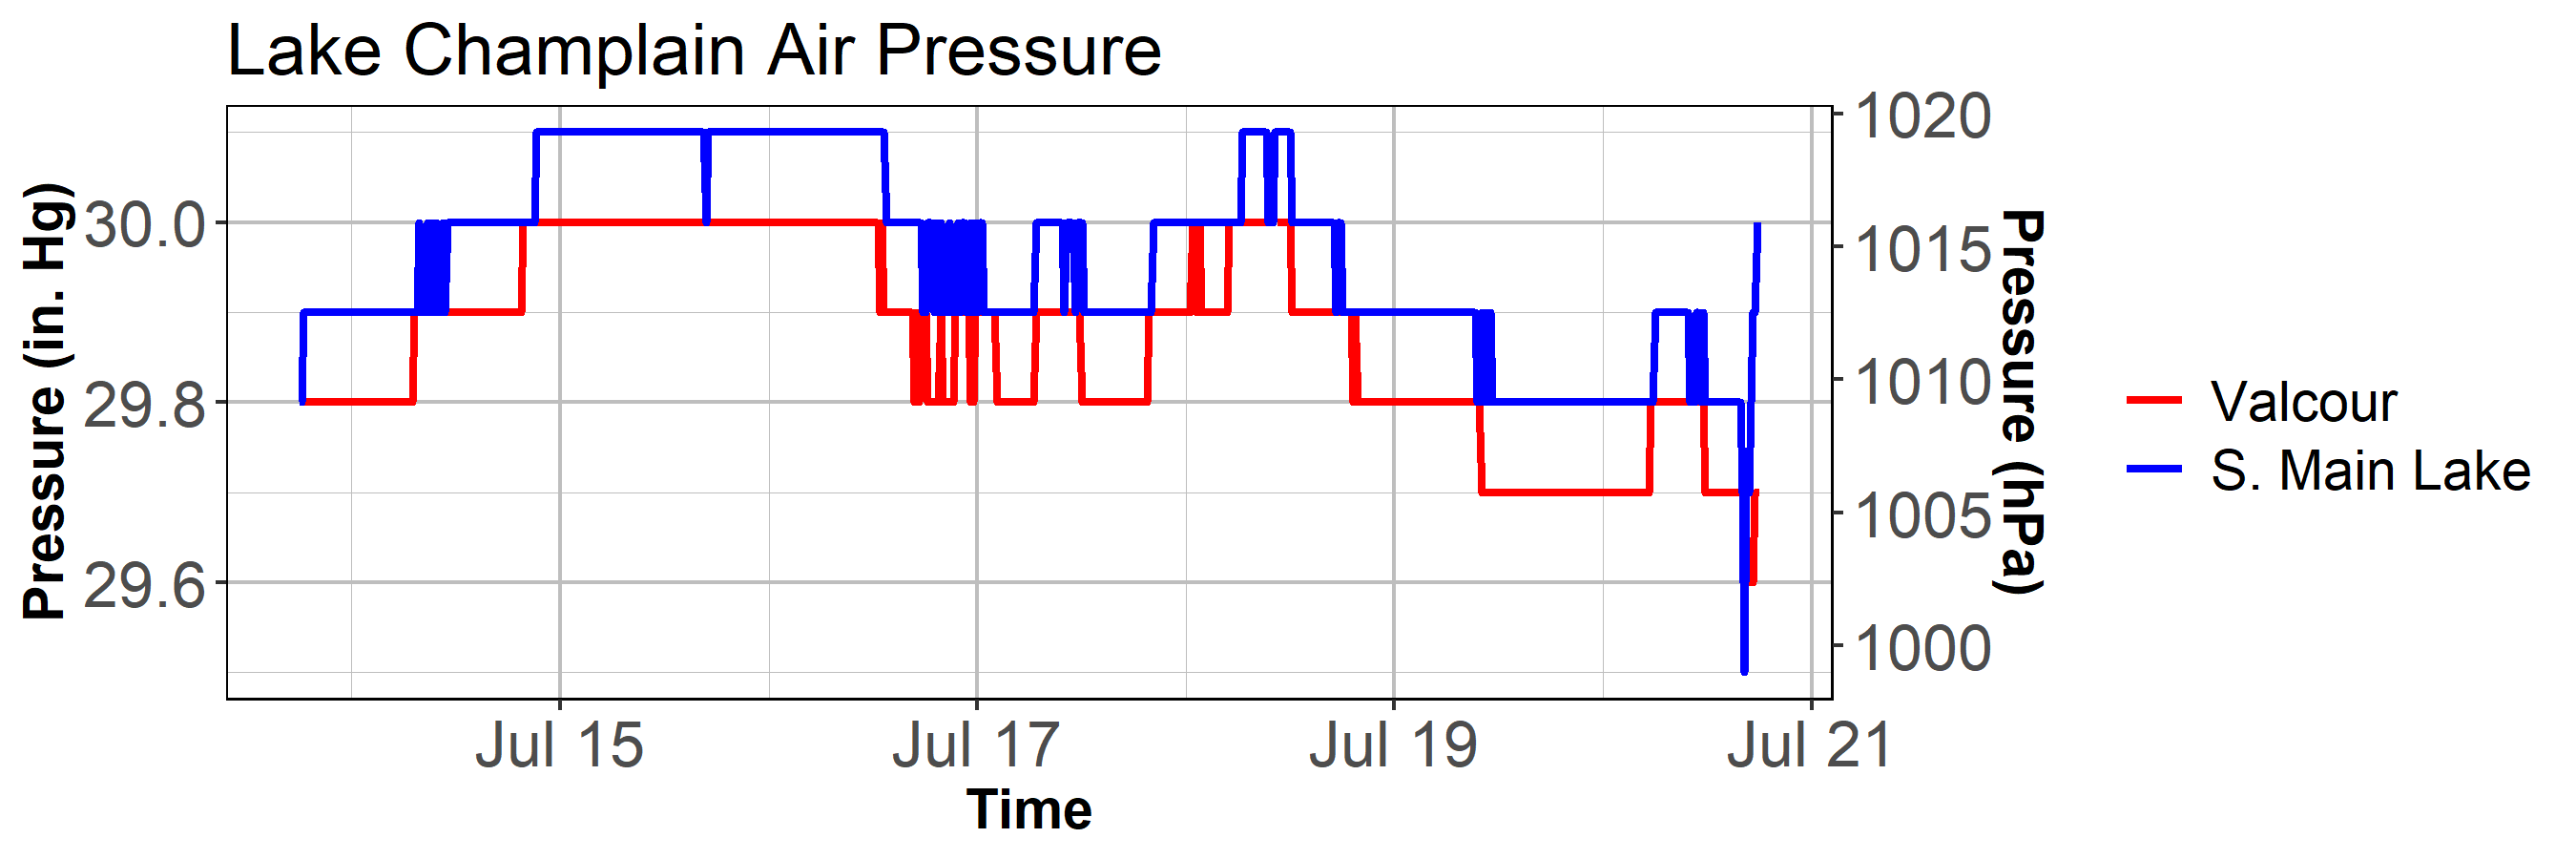 Lake Champlain Air Pressure
Pressure (in. Hg)
30.0
29.8
29.6
1020
1015
1010
1005
1000
Pressure (hPa)
Jul 15
Jul 17
Jul 19
Jul 21
Time
Valcour
S. Main Lake